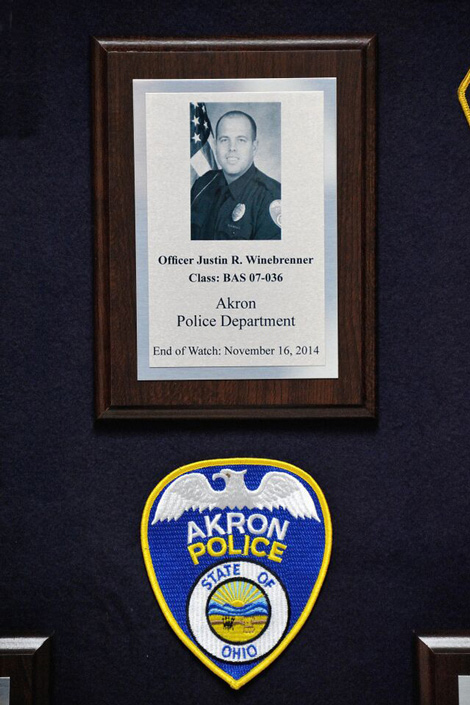 Officer Justin R. Winebrenner
Class: BAS 07-036
Akron
Police Department
End of Watch: November 16, 2014
AKRON
POLICE
STATE OF
OHIO